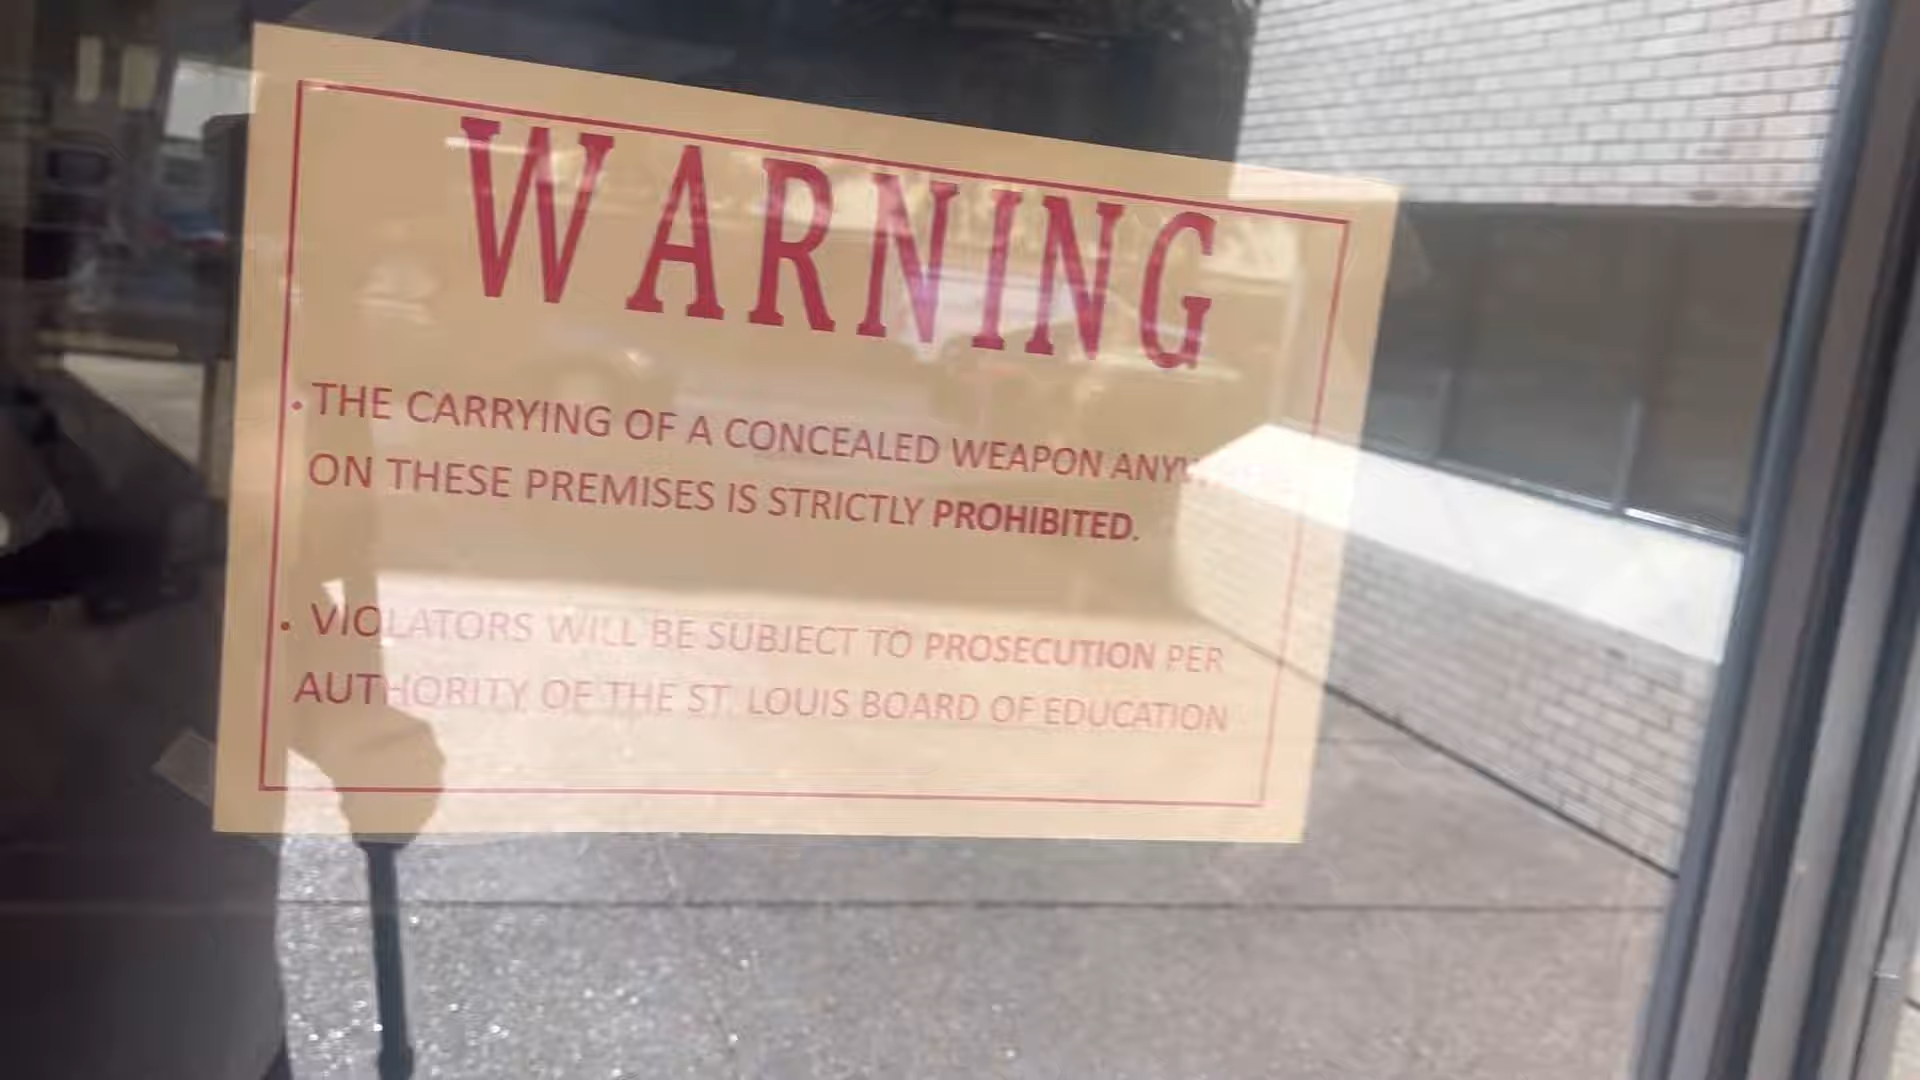 WARNING
• THE CARRYING OF A CONCEALED WEAPON
ON THESE PREMISES IS STRICTLY PROHIBITED.
• VIOLATORS WILL BE SUBJECT TO PROSECUTION PER
AUTHORITY OF THE ST. LOUIS BOARD OF EDUCATION